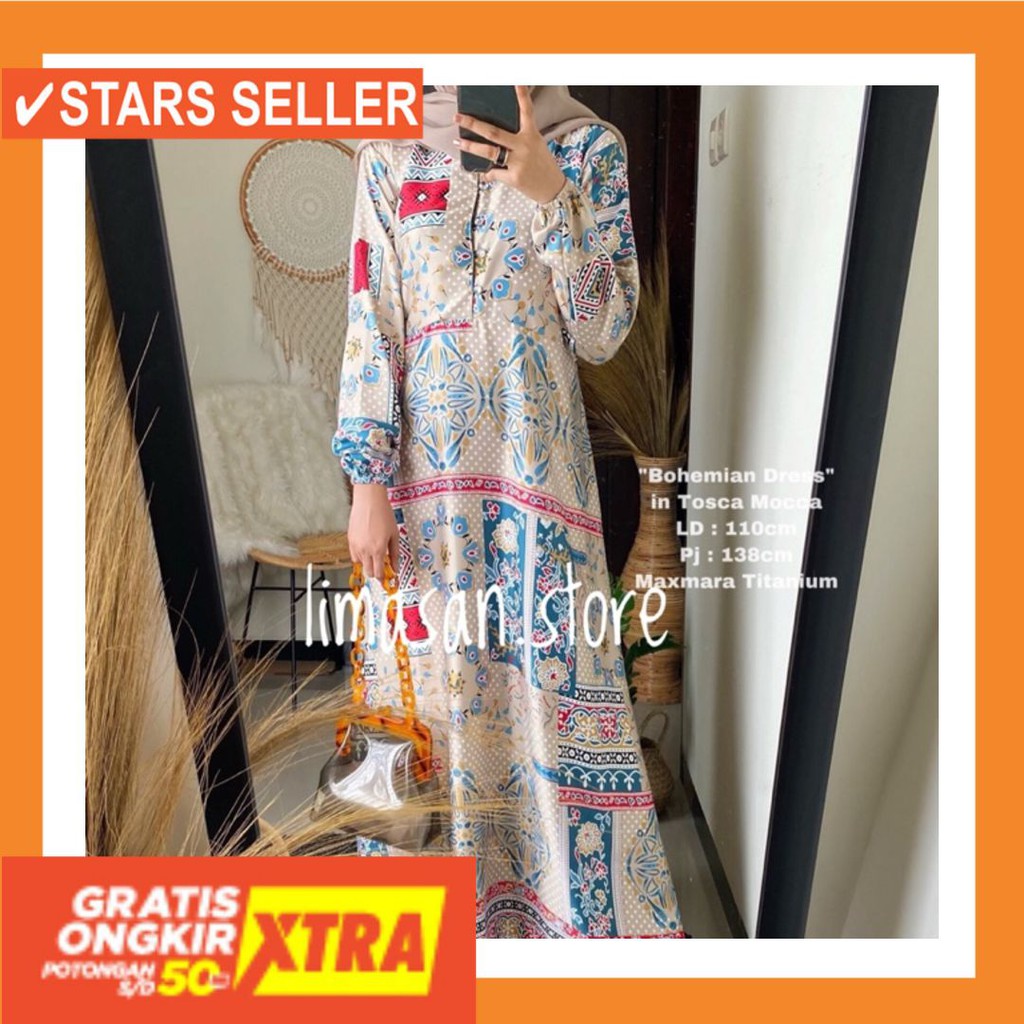 ✔STARS SELLER
"Bohemian Dress"
in Tosca Mocca
LD : 110cm
Pj : 138cm
Maxmara Titanium
limasan.store
GRATIS
ONGKIR
XTRA
POTONGAN
S/D 50